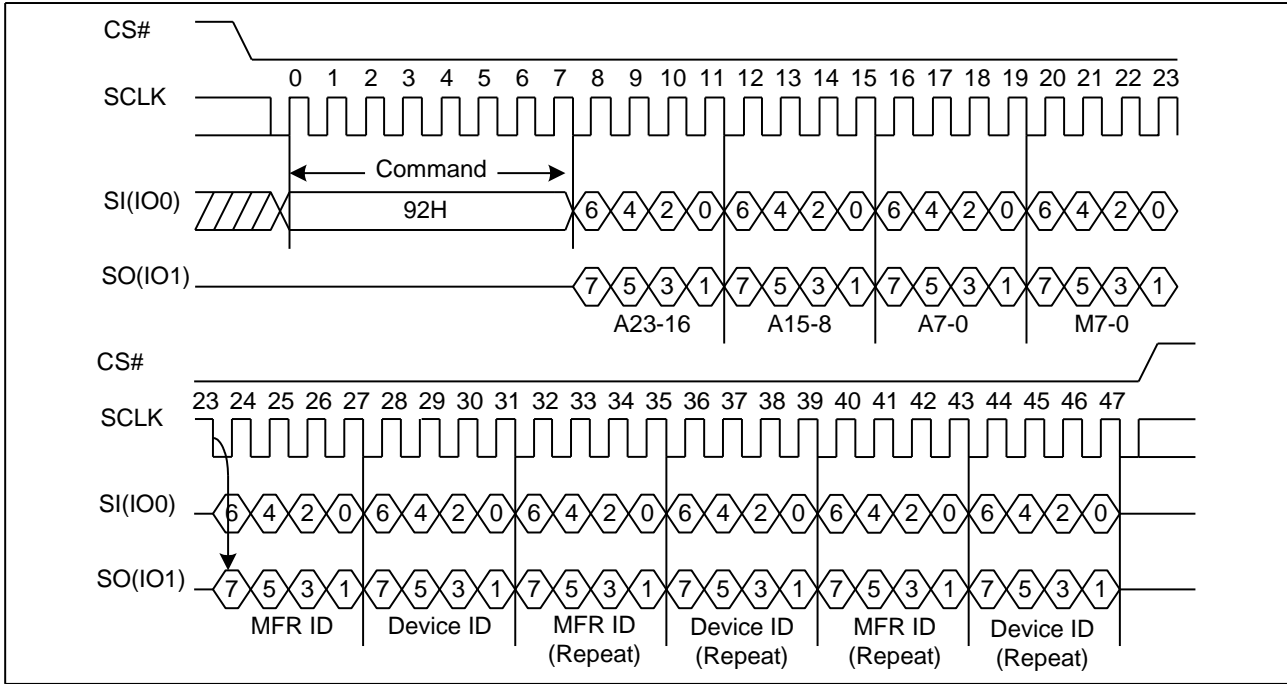 CS#
0 1 2 3 4 5 6 7 8 9 10 11 12 13 14 15 16 17 18 19 20 21 22 23
SCLK
Command
SI(IO0)
92H
6 4 2 0 6 4 2 0 6 4 2 0 6 4 2 0
SO(IO1)
7 5 3 1 7 5 3 1 7 5 3 1 7 5 3 1
A23-16 A15-8 A7-0 M7-0
CS#
23 24 25 26 27 28 29 30 31 32 33 34 35 36 37 38 39 40 41 42 43 44 45 46 47
SCLK
SI(IO0)
6 4 2 0 6 4 2 0 6 4 2 0 6 4 2 0 6 4 2 0 6 4 2 0
SO(IO1)
7 5 3 1 7 5 3 1 7 5 3 1 7 5 3 1 7 5 3 1 7 5 3 1
MFR ID Device ID MFR ID Device ID MFR ID Device ID
(Repeat) (Repeat) (Repeat) (Repeat)